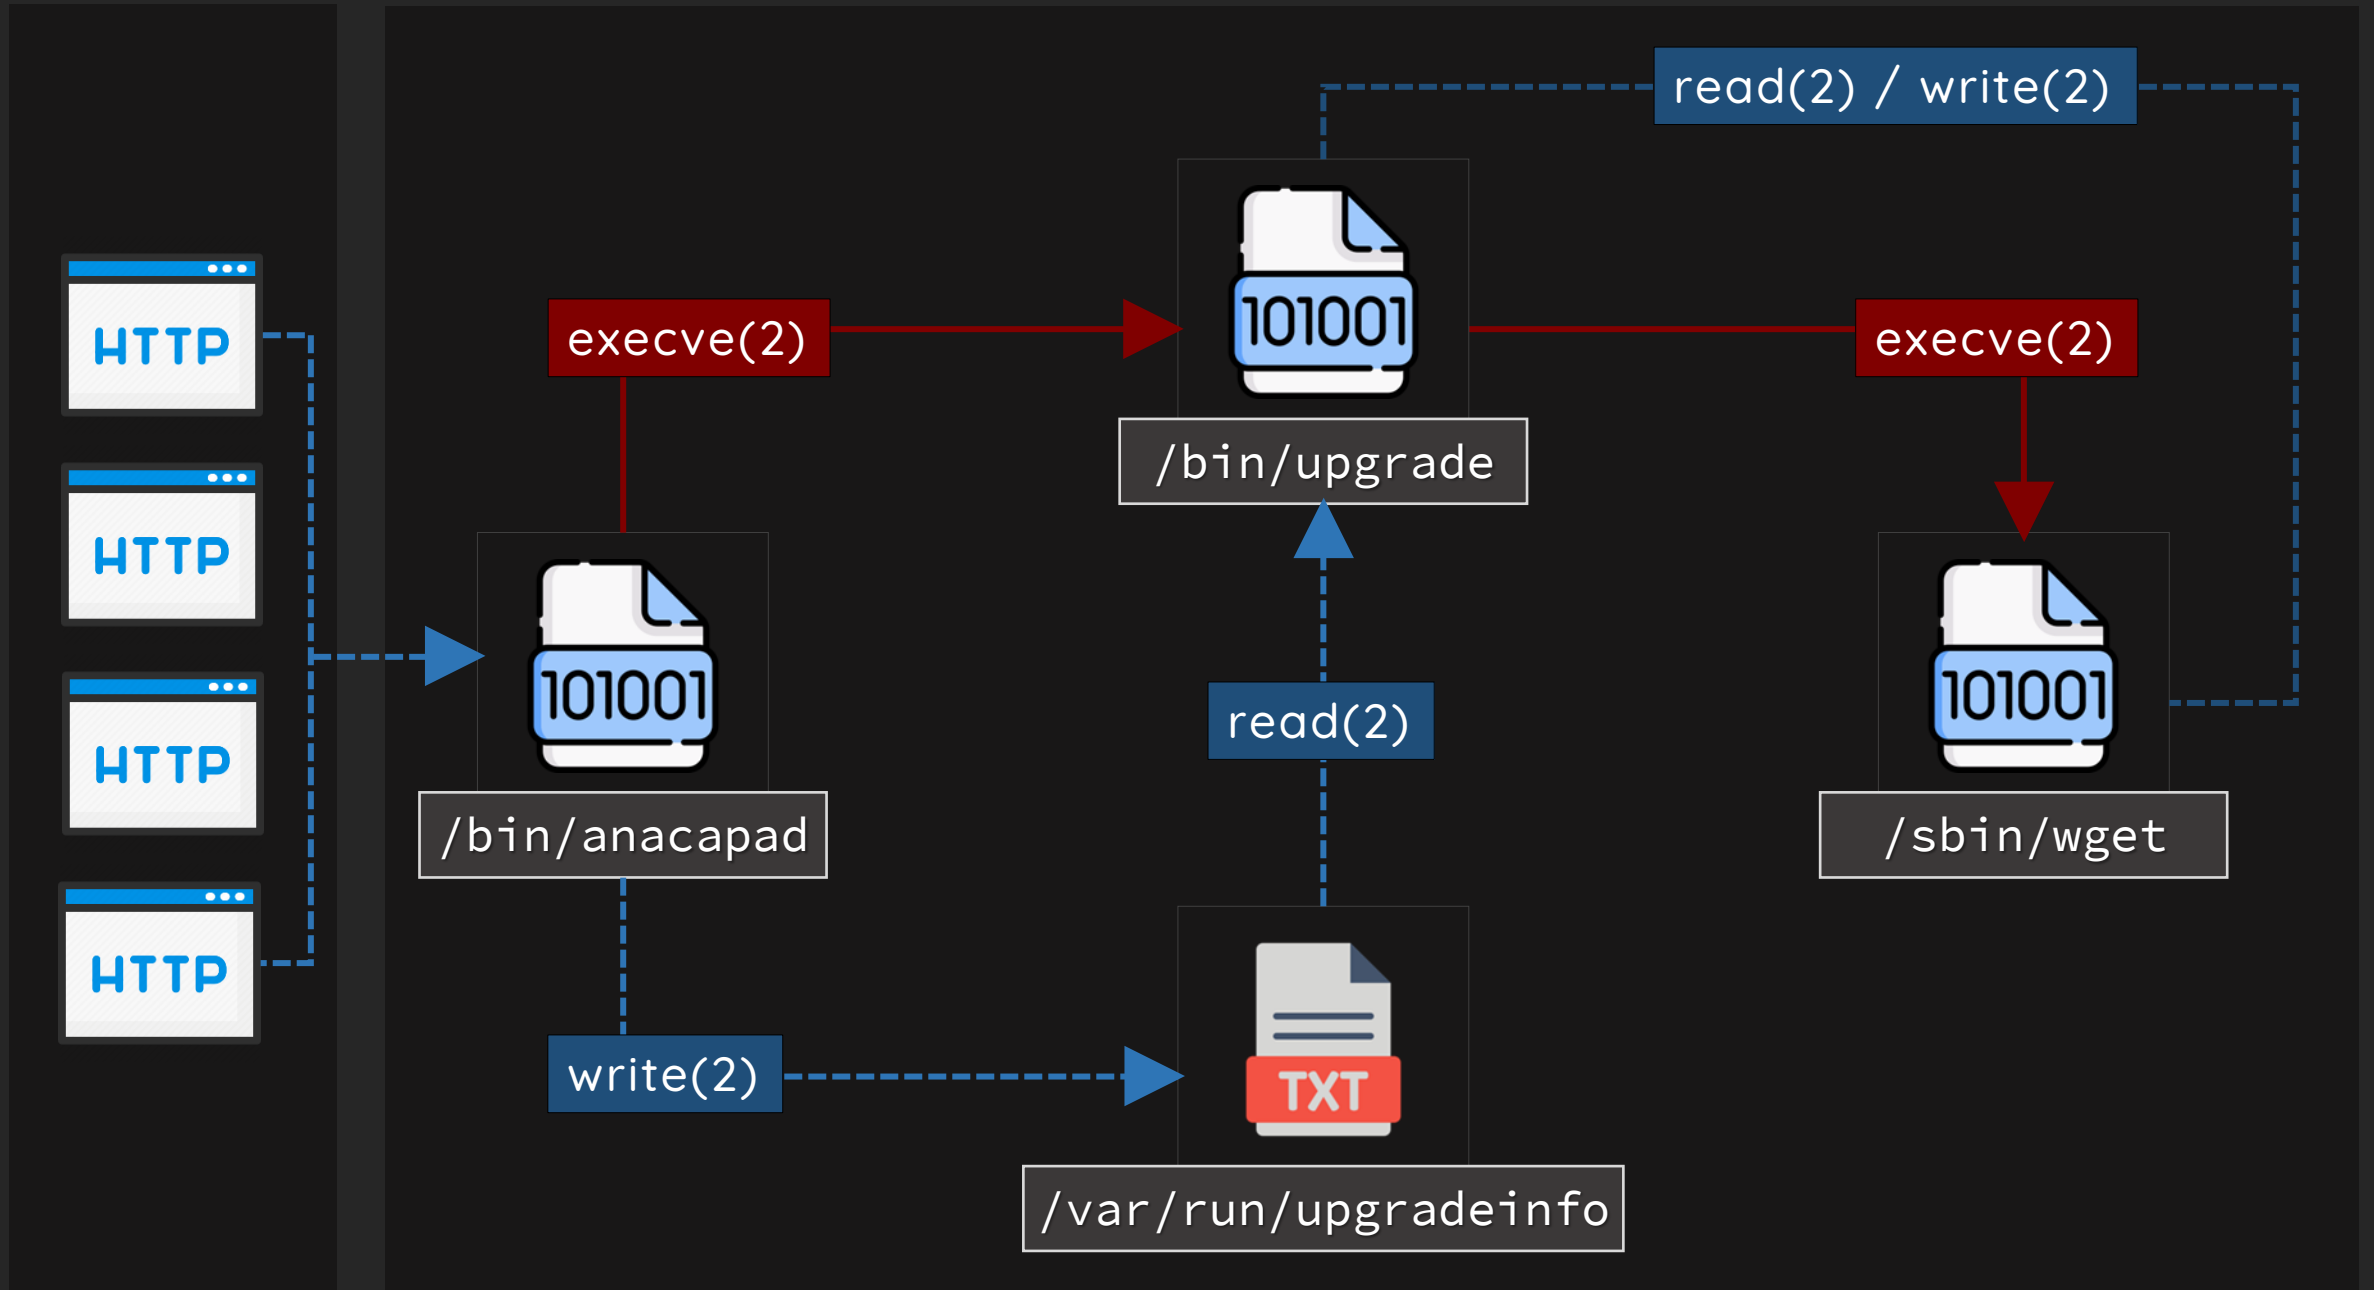 read(2) / write(2)
HTTP
101001
execve(2)
execve(2)
/bin/upgrade
HTTP
101001
101001
read(2)
HTTP
/bin/anacapad
/sbin/wget
HTTP
write(2)
TXT
/var/run/upgradeinfo